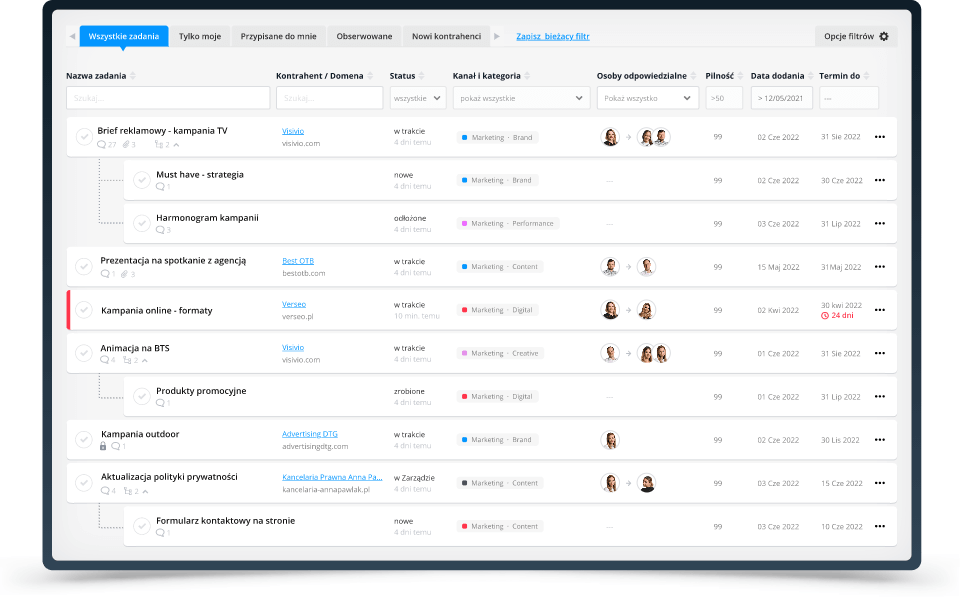 Wszystkie zadania Tylko moje Przypisane do mnie Obserwowane Nowi kontrahenci Zapisz bieżący filtr Opcje filtrów
Nazwa zadania Kontrahent / Domena Status Kanał i kategoria Osoby odpowiedzialne Pilność Data dodania Termin do
Szukaj... Szukaj... wszystkie pokaż wszystkie Pokaż wszystko >50 > 12/05/2021 ---
Brief reklamowy - kampania TV Visivio w trakcie Marketing - Brand 99 02 Cze 2022 31 Sie 2022
27 3 2 visivio.com 4 dni temu
Must have - strategia nowe Marketing - Brand --- 99 02 Cze 2022 30 Cze 2022
1 4 dni temu
Harmonogram kampanii odłożone Marketing - Performance --- 99 03 Cze 2022 31 Lip 2022
3 4 dni temu
Prezentacja na spotkanie z agencją Best OTB w trakcie Marketing - Content 99 15 Maj 2022 31Maj 2022
1 3 bestotb.com 4 dni temu
Kampania online - formaty Verseo w trakcie Marketing - Digital 99 02 Kwi 2022 30 kwi 2022
verseo.pl 10 min. temu 24 dni
Animacja na BTS Visivio w trakcie Marketing - Creative 99 01 Cze 2022 31 Sie 2022
4 2 visivio.com 4 dni temu
Produkty promocyjne zrobione Marketing - Digital --- 99 01 Cze 2022 31 Lip 2022
1 4 dni temu
Kampania outdoor Advertising DTG w trakcie Marketing - Brand 99 02 Cze 2022 30 Lis 2022
1 advertisingdtg.com 4 dni temu
Aktualizacja polityki prywatności Kancelaria Prawna Anna Pa... w Zarządzie Marketing - Content 99 03 Cze 2022 15 Cze 2022
4 2 kancelaria-annapawlak.pl 4 dni temu
Formularz kontaktowy na stronie nowe Marketing - Content --- 99 03 Cze 2022 10 Cze 2022
1 4 dni temu